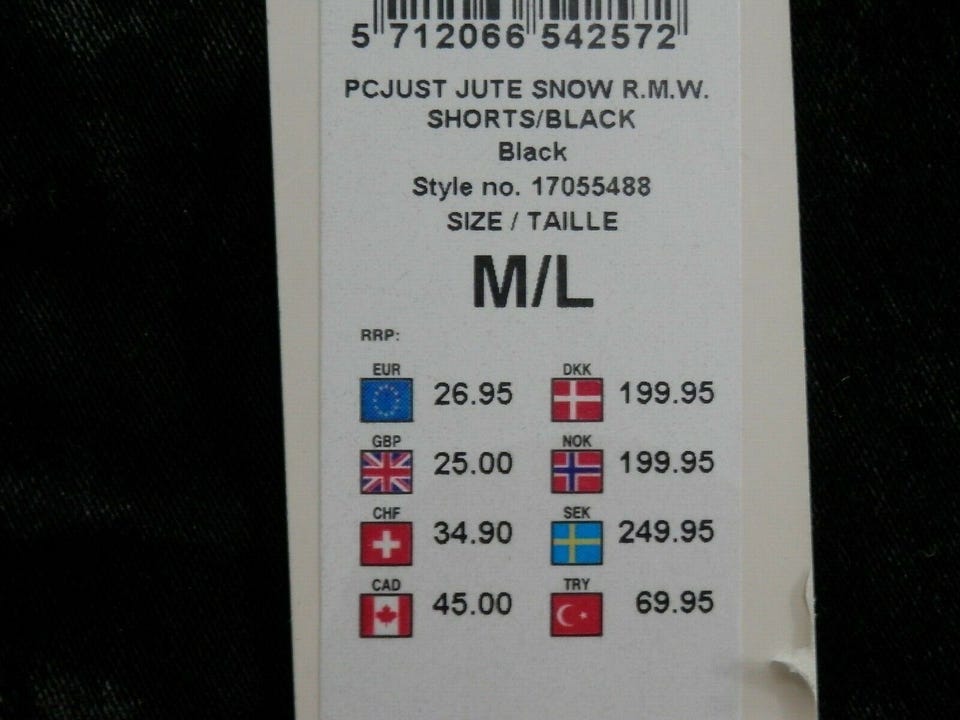 5 712066 542572
PCJUST JUTE SNOW R.M.W.
SHORTS/BLACK
Black
Style no. 17055488
SIZE / TAILLE
M/L
RRP:
EUR 26.95 DKK 199.95
GBP 25.00 NOK 199.95
CHF 34.90 SEK 249.95
CAD 45.00 TRY 69.95